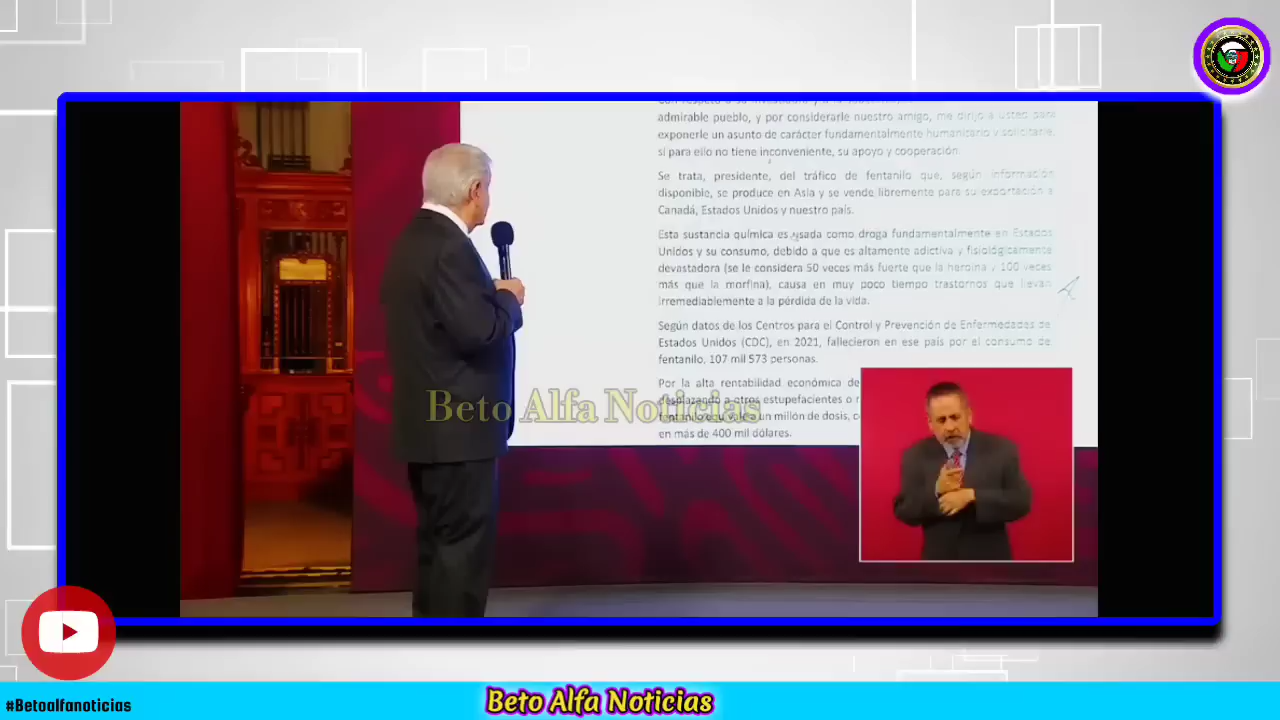 admirable pueblo, y por considerarle nuestro amigo, me dirijo a usted para
exponerle un asunto de carácter fundamentalmente humanitario y solicitarle,
si para ello no tiene inconveniente, su apoyo y cooperación.
Se trata, presidente, del tráfico de fentanilo que, según información
disponible, se produce en Asia y se vende libremente para su exportación a
Canadá, Estados Unidos y nuestro país.
Esta sustancia química es usada como droga fundamentalmente en Estados
Unidos y su consumo, debido a que es altamente adictiva y fisiológicamente
devastadora (se le considera 50 veces más fuerte que la heroína y 100 veces
más que la morfina), causa en muy poco tiempo trastornos que llevan
irremediablemente a la pérdida de la vida.
Según datos de los Centros para el Control y Prevención de Enfermedades de
Estados Unidos (CDC), en 2021, fallecieron en ese país por el consumo de
fentanilo, 107 mil 573 personas.
Por la alta rentabilidad económica de
desplazando a otros estupefacientes o
fentanilo equivale a un millón de dosis,
en más de 400 mil dólares.
Beto Alfa Noticias
#Betoalfanoticias
Beto Alfa Noticias